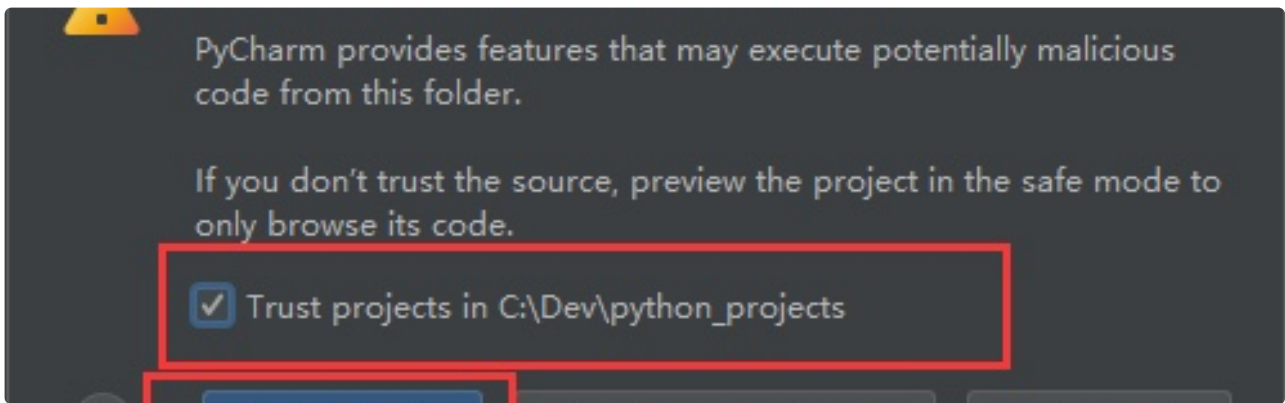 PyCharm provides features that may execute potentially malicious
code from this folder.
If you don't trust the source, preview the project in the safe mode to
only browse its code.
Trust projects in C:\Dev\python_projects